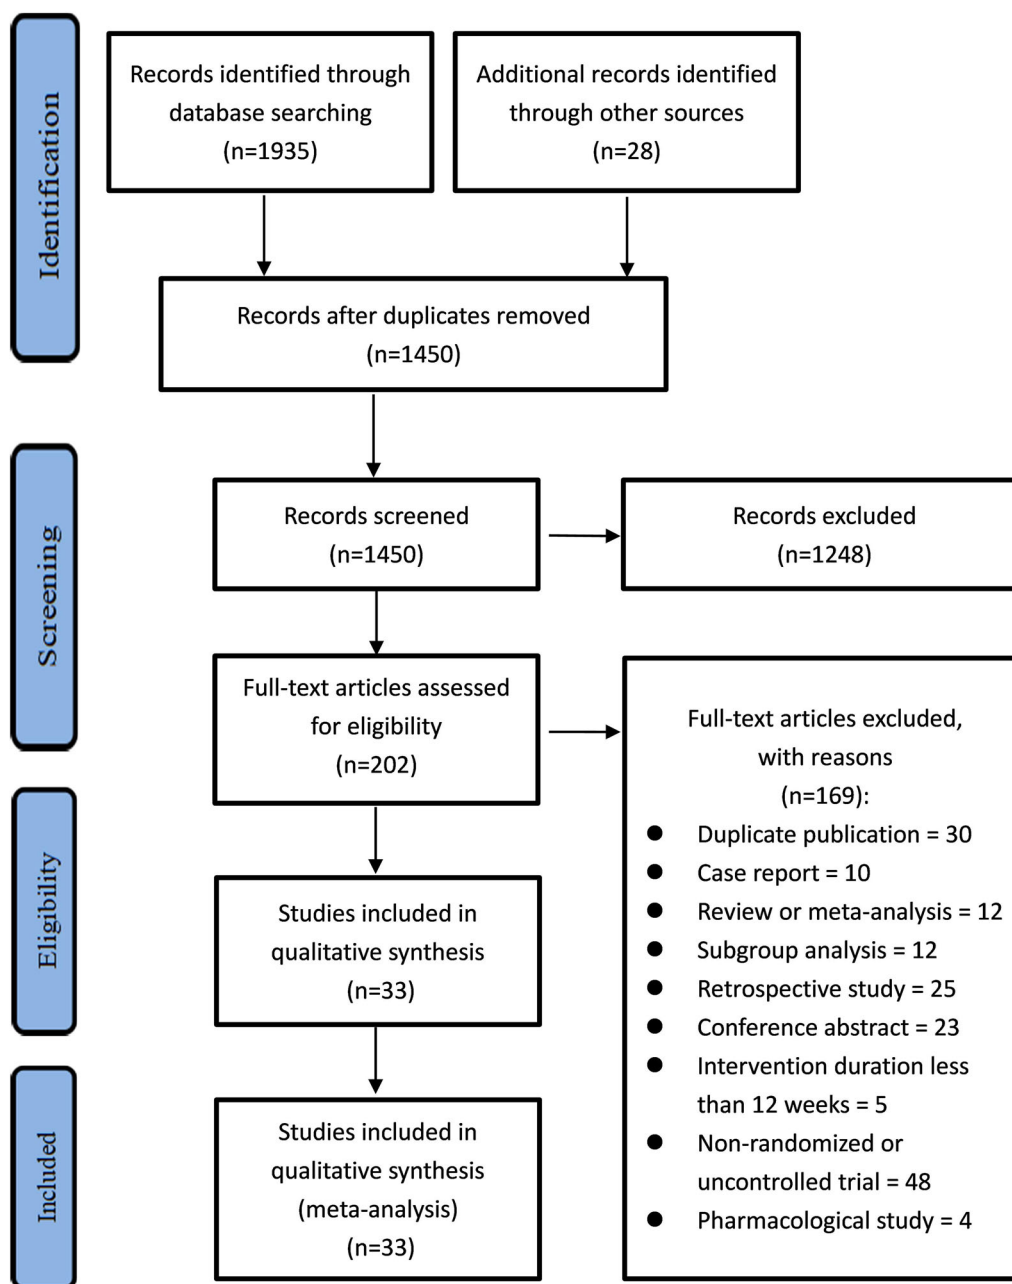 Identification
Records identified through
database searching
(n=1935)
Additional records identified
through other sources
(n=28)
Records after duplicates removed
(n=1450)
Screening
Records screened
(n=1450)
Records excluded
(n=1248)
Full-text articles assessed
for eligibility
(n=202)
Full-text articles excluded,
with reasons
(n=169):
● Duplicate publication = 30
● Case report = 10
● Review or meta-analysis = 12
● Subgroup analysis = 12
● Retrospective study = 25
● Conference abstract = 23
● Intervention duration less
than 12 weeks = 5
● Non-randomized or
uncontrolled trial = 48
● Pharmacological study = 4
Eligibility
Studies included in
qualitative synthesis
(n=33)
Included
Studies included in
qualitative synthesis
(meta-analysis)
(n=33)